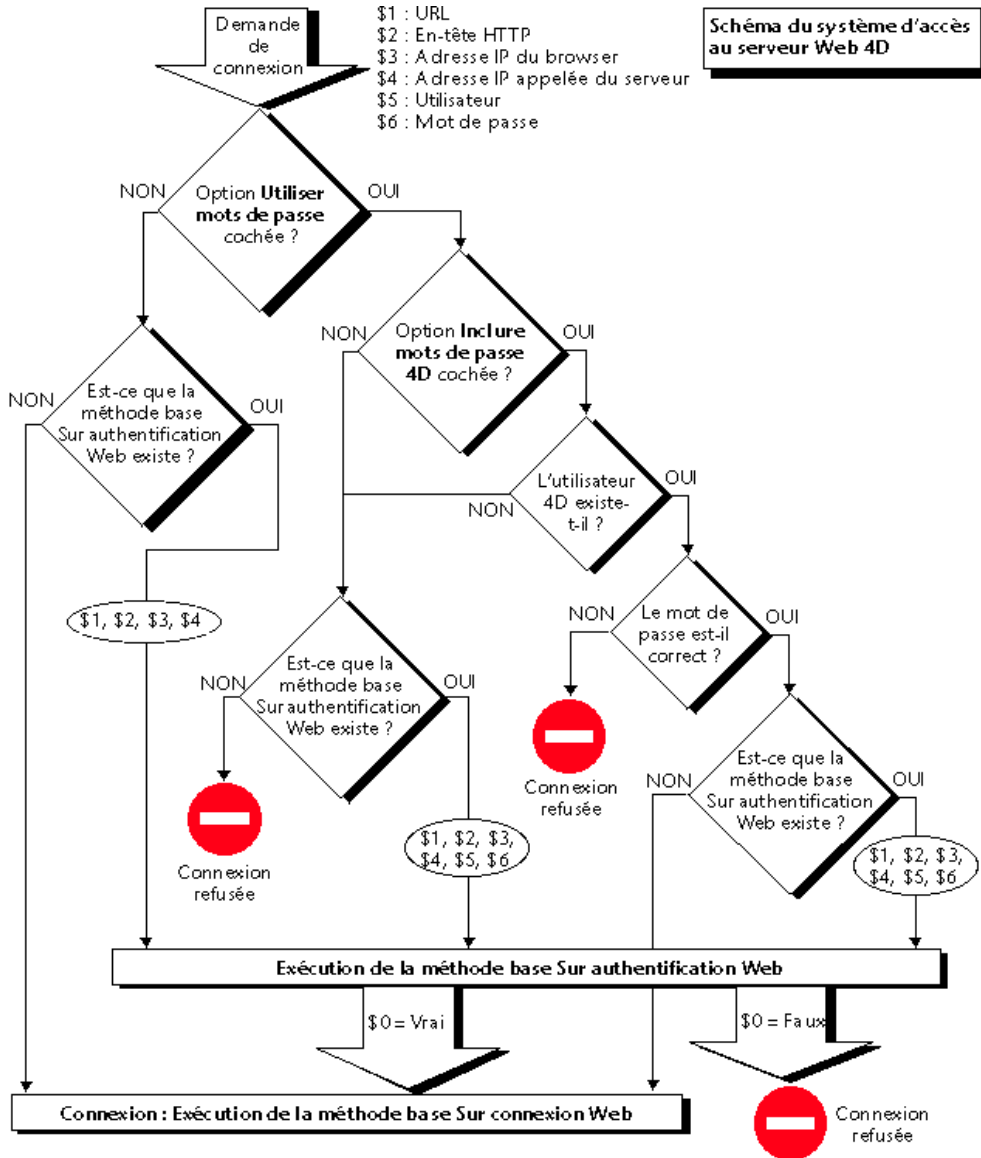 Demande
de
connexion
$1 : URL
$2 : En-tête HTTP
$3 : Adresse IP du browser
$4 : Adresse IP appelée du serveur
$5 : Utilisateur
$6 : Mot de passe
Schéma du système d'accès
au serveur Web 4D
NON
Option Utiliser
mots de passe
cochée ?
OUI
NON
Option Inclure
mots de passe
4D cochée ?
OUI
NON
Est-ce que la
méthode base
Sur authentification
Web existe ?
OUI
NON
L'utilisateur
4D existe-
t-il ?
OUI
$1, $2, $3, $4
NON
Le mot de
passe est-il
correct ?
OUI
NON
Est-ce que la
méthode base
Sur authentification
Web existe ?
OUI
Connexion
refusée
NON
Est-ce que la
méthode base
Sur authentification
Web existe ?
OUI
Connexion
refusée
$1, $2, $3,
$4, $5, $6
$1, $2, $3,
$4, $5, $6
Exécution de la méthode base Sur authentification Web
$0 = Vrai
$0 = Faux
Connexion : Exécution de la méthode base Sur connexion Web
Connexion
refusée